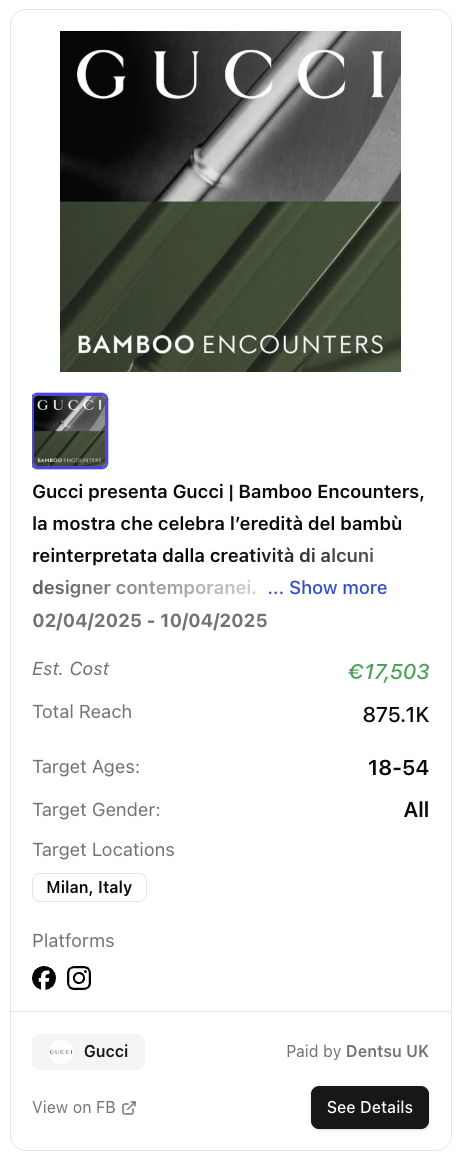 GUCCI
BAMBOO ENCOUNTERS
GUCCI
BAMBOO ENCOUNTERS
Gucci presenta Gucci | Bamboo Encounters,
la mostra che celebra l’eredità del bambù
reinterpretata dalla creatività di alcuni
designer contemporanei. ... Show more
02/04/2025 - 10/04/2025
Est. Cost €17,503
Total Reach 875.1K
Target Ages: 18-54
Target Gender: All
Target Locations
Milan, Italy
Platforms
GUCCI Gucci Paid by Dentsu UK
View on FB See Details